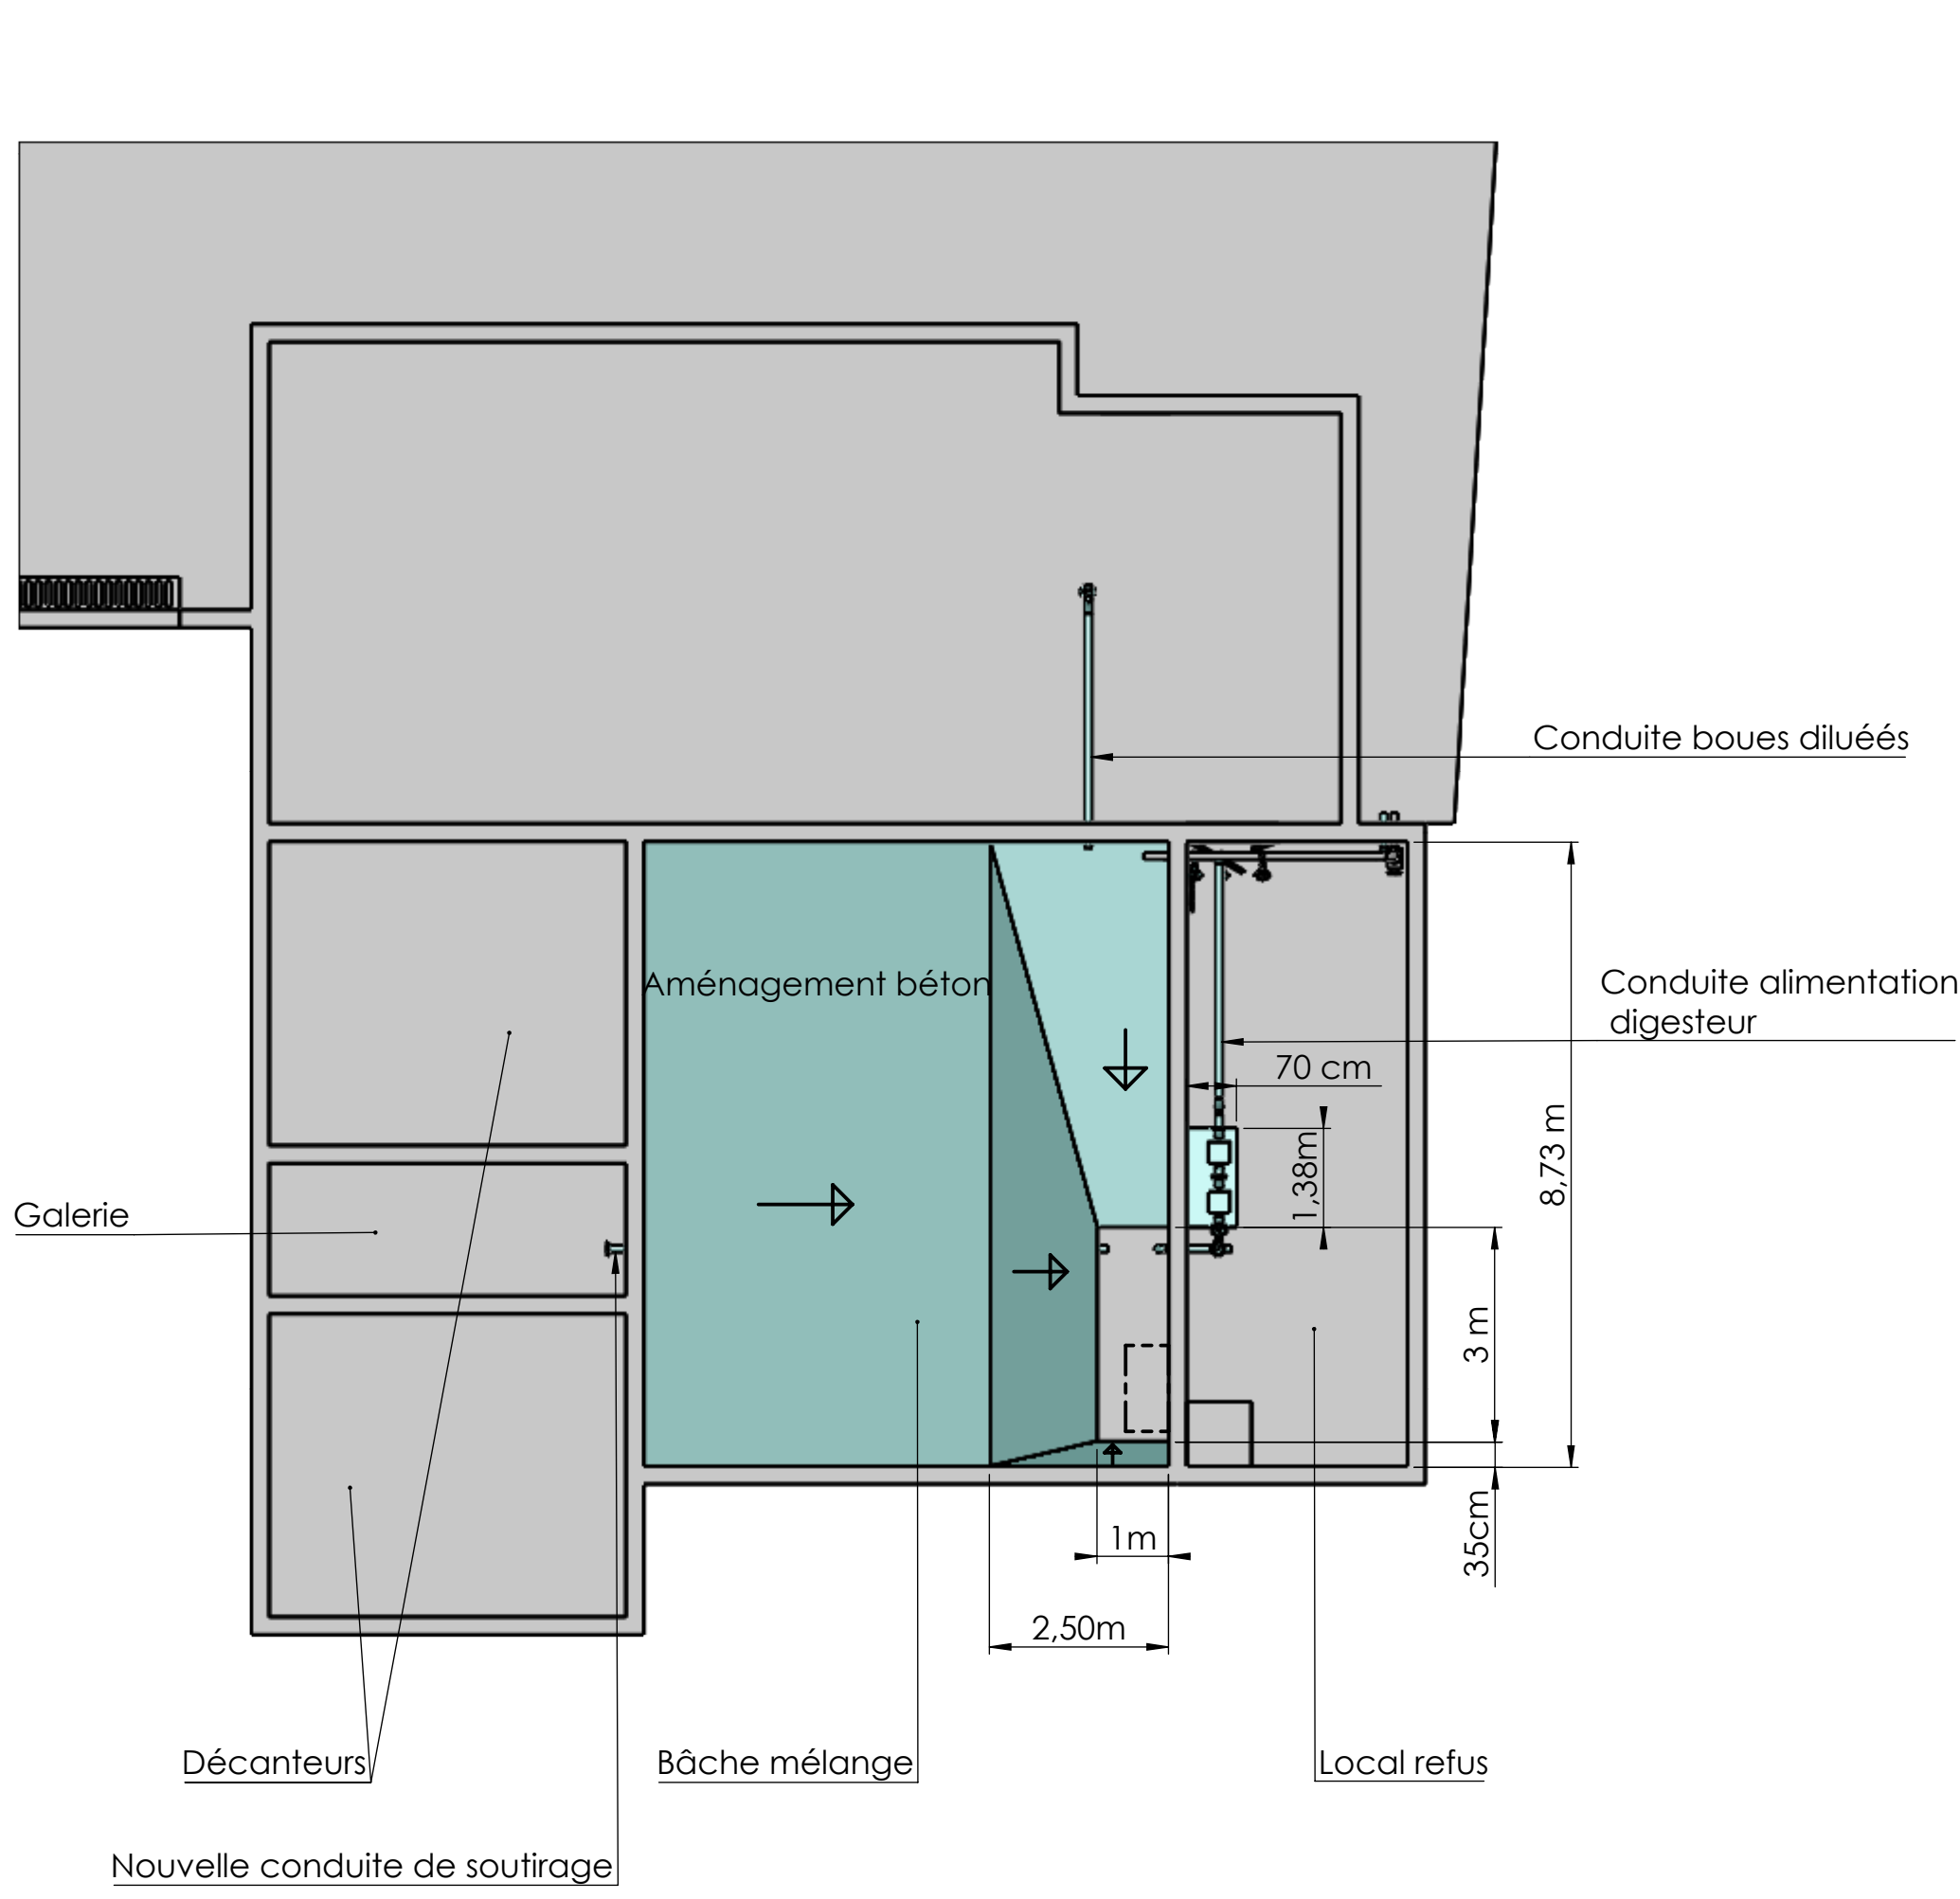 Conduite boues diluéés
Aménagement béton
Conduite alimentation
digesteur
70 cm
1,38m
8,73 m
Galerie
3 m
35cm
1m
2,50m
Décanteurs
Bâche mélange
Local refus
Nouvelle conduite de soutirage